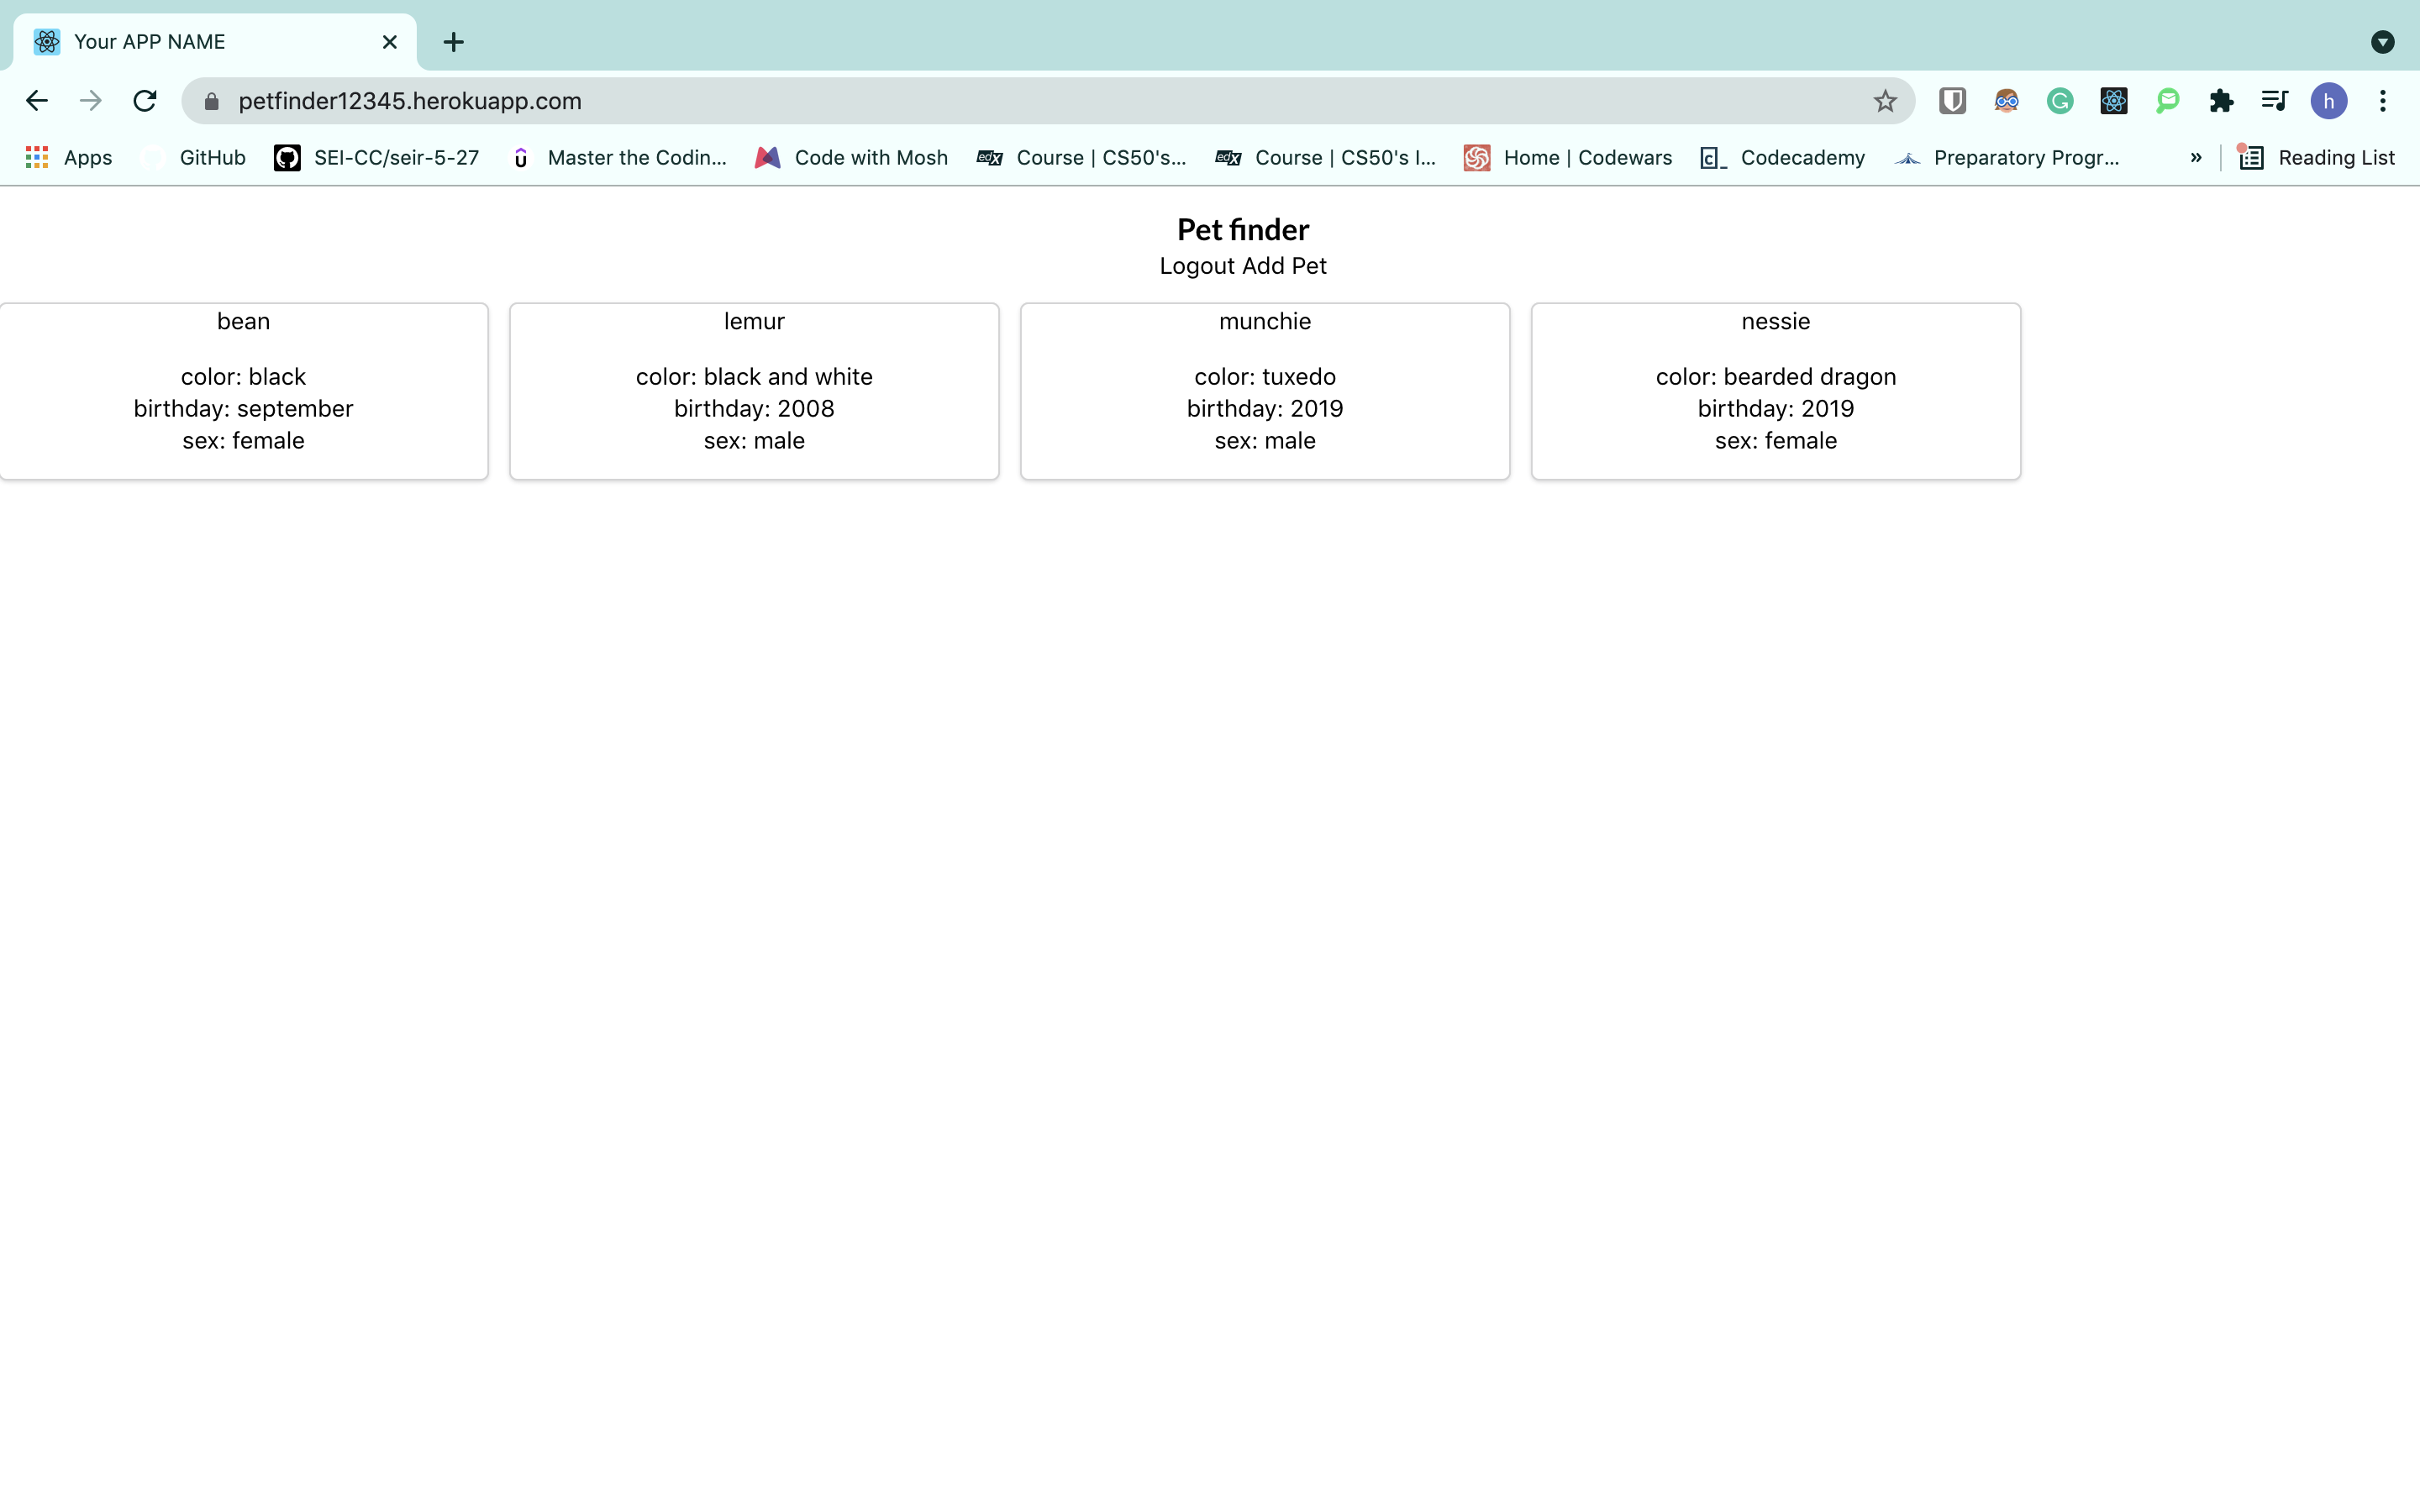 Your APP NAME
petfinder12345.herokuapp.com
h
Apps GitHub SEI-CC/seir-5-27 Master the Codin... Code with Mosh edX Course | CS50's... edX Course | CS50's I... Home | Codewars Codecademy Preparatory Progr... » Reading List
Pet finder
Logout Add Pet
bean
color: black
birthday: september
sex: female
lemur
color: black and white
birthday: 2008
sex: male
munchie
color: tuxedo
birthday: 2019
sex: male
nessie
color: bearded dragon
birthday: 2019
sex: female